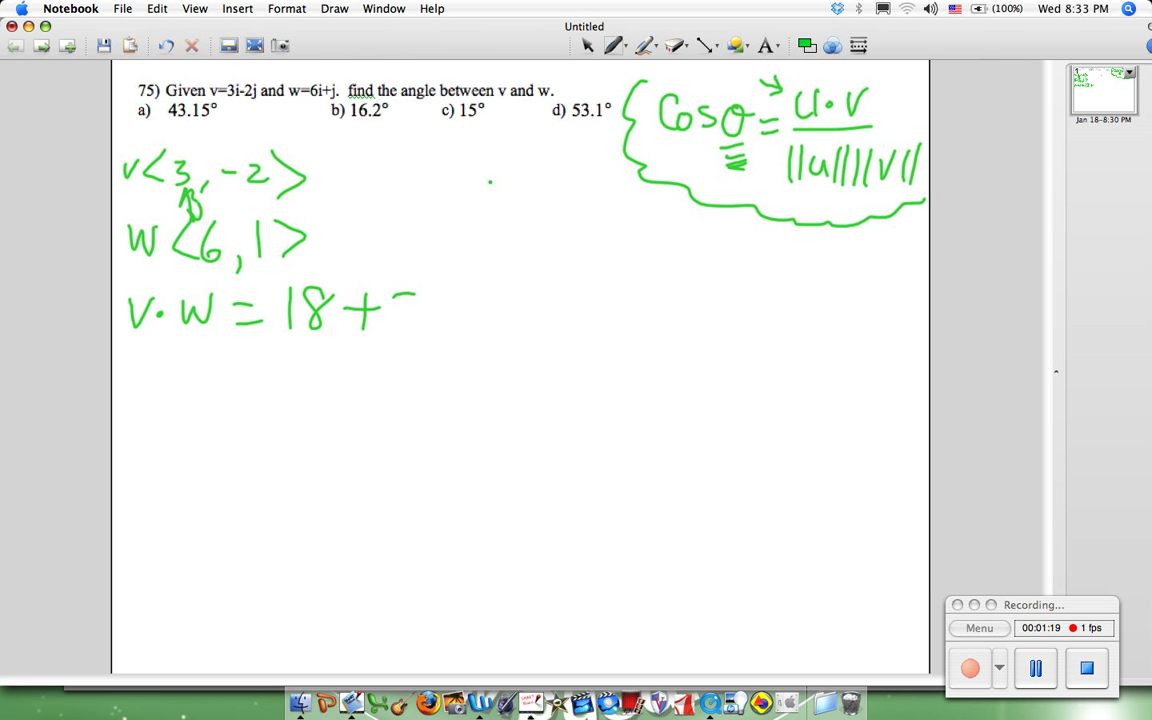 Notebook File Edit View Insert Format Draw Window Help (100%) Wed 8:33 PM
Untitled
75) Given v=3i-2j and w=6i+j. find the angle between v and w.
a) 43.15° b) 16.2° c) 15° d) 53.1°
Cosθ = u·v
||u||||v||
v<3,-2>
w<6,1>
v·w = 18 + -
Jan 18-8:30 PM
Recording...
Menu 00:01:19 1 fps